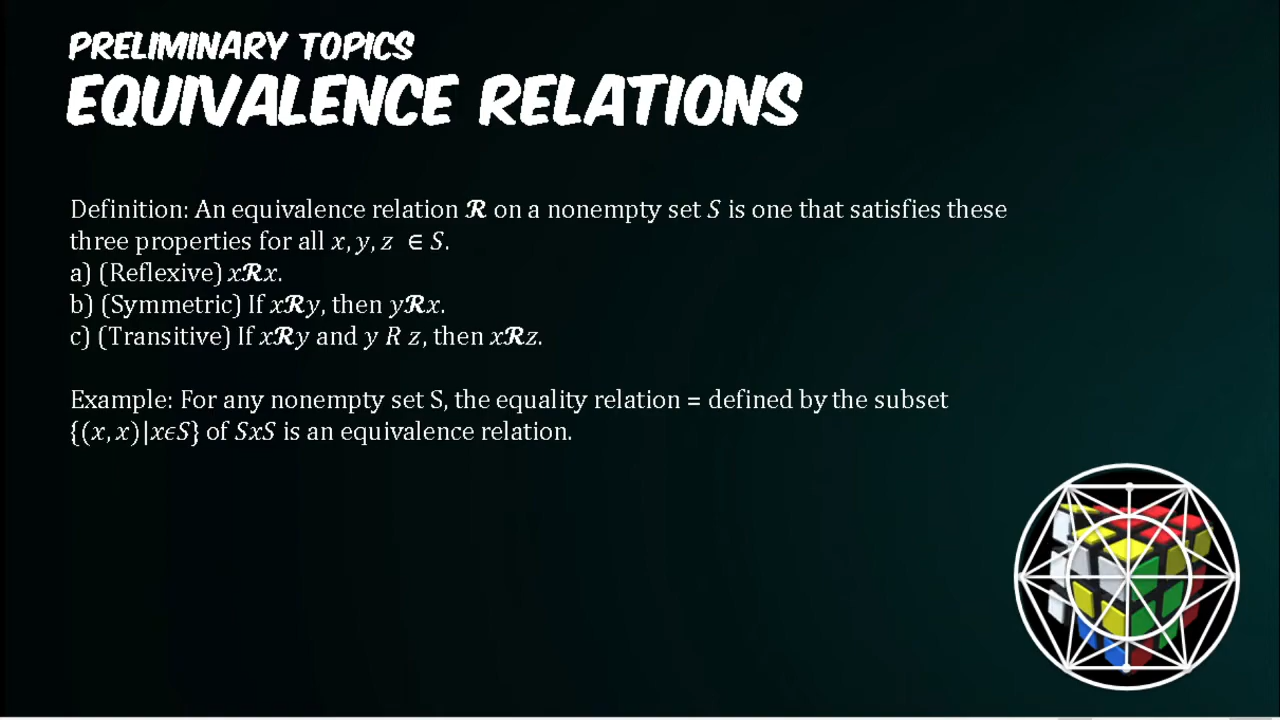 PRELIMINARY TOPICS
EQUIVALENCE RELATIONS
Definition: An equivalence relation 𝓡 on a nonempty set S is one that satisfies these
three properties for all x, y, z ∈ S.
a) (Reflexive) x𝓡x.
b) (Symmetric) If x𝓡y, then y𝓡x.
c) (Transitive) If x𝓡y and y R z, then x𝓡z.
Example: For any nonempty set S, the equality relation = defined by the subset
{(x, x)|xϵS} of SxS is an equivalence relation.